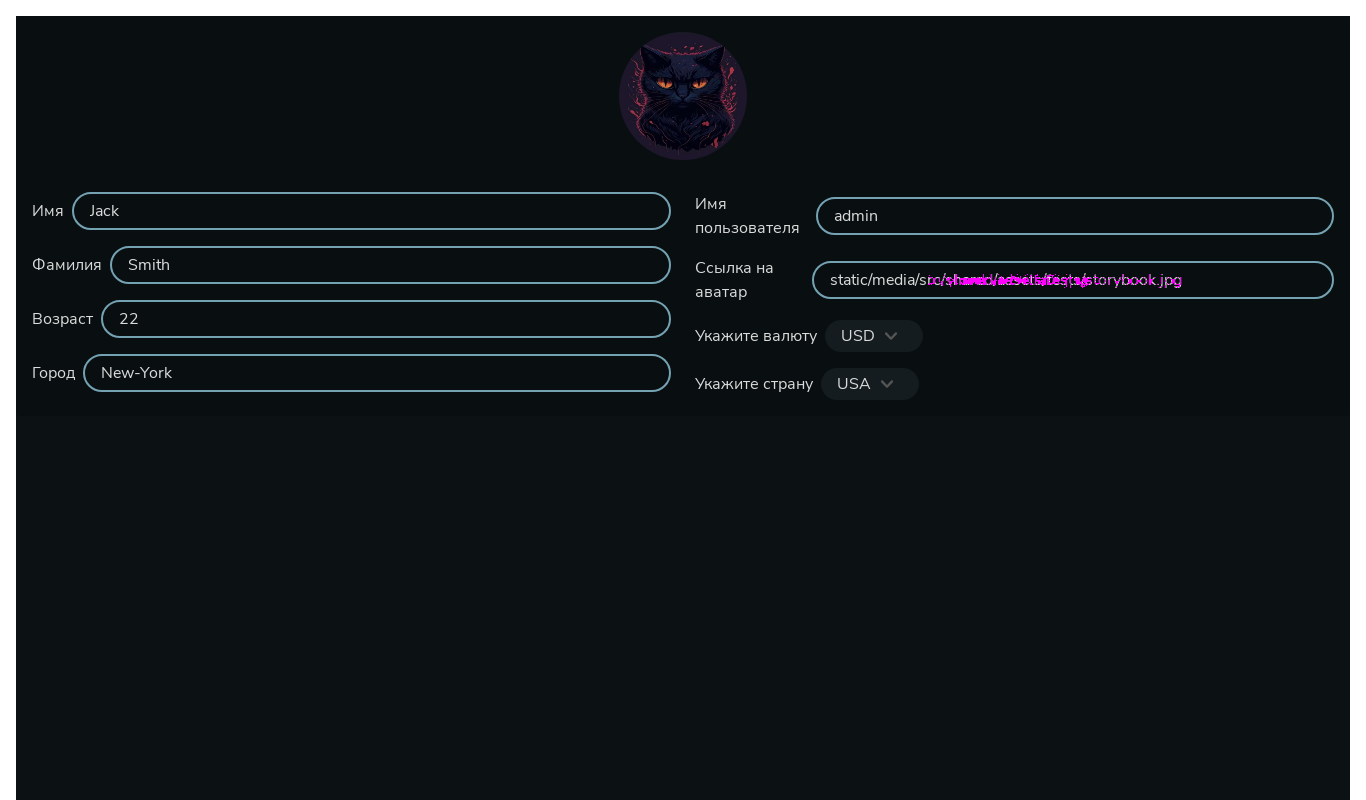 Имя
Jack
Фамилия
Smith
Возраст
22
Город
New-York
Имя
пользователя
admin
Ссылка на
аватар
static/media/src/shared/assets/tests/storybook.jpg
Укажите валюту
USD
Укажите страну
USA